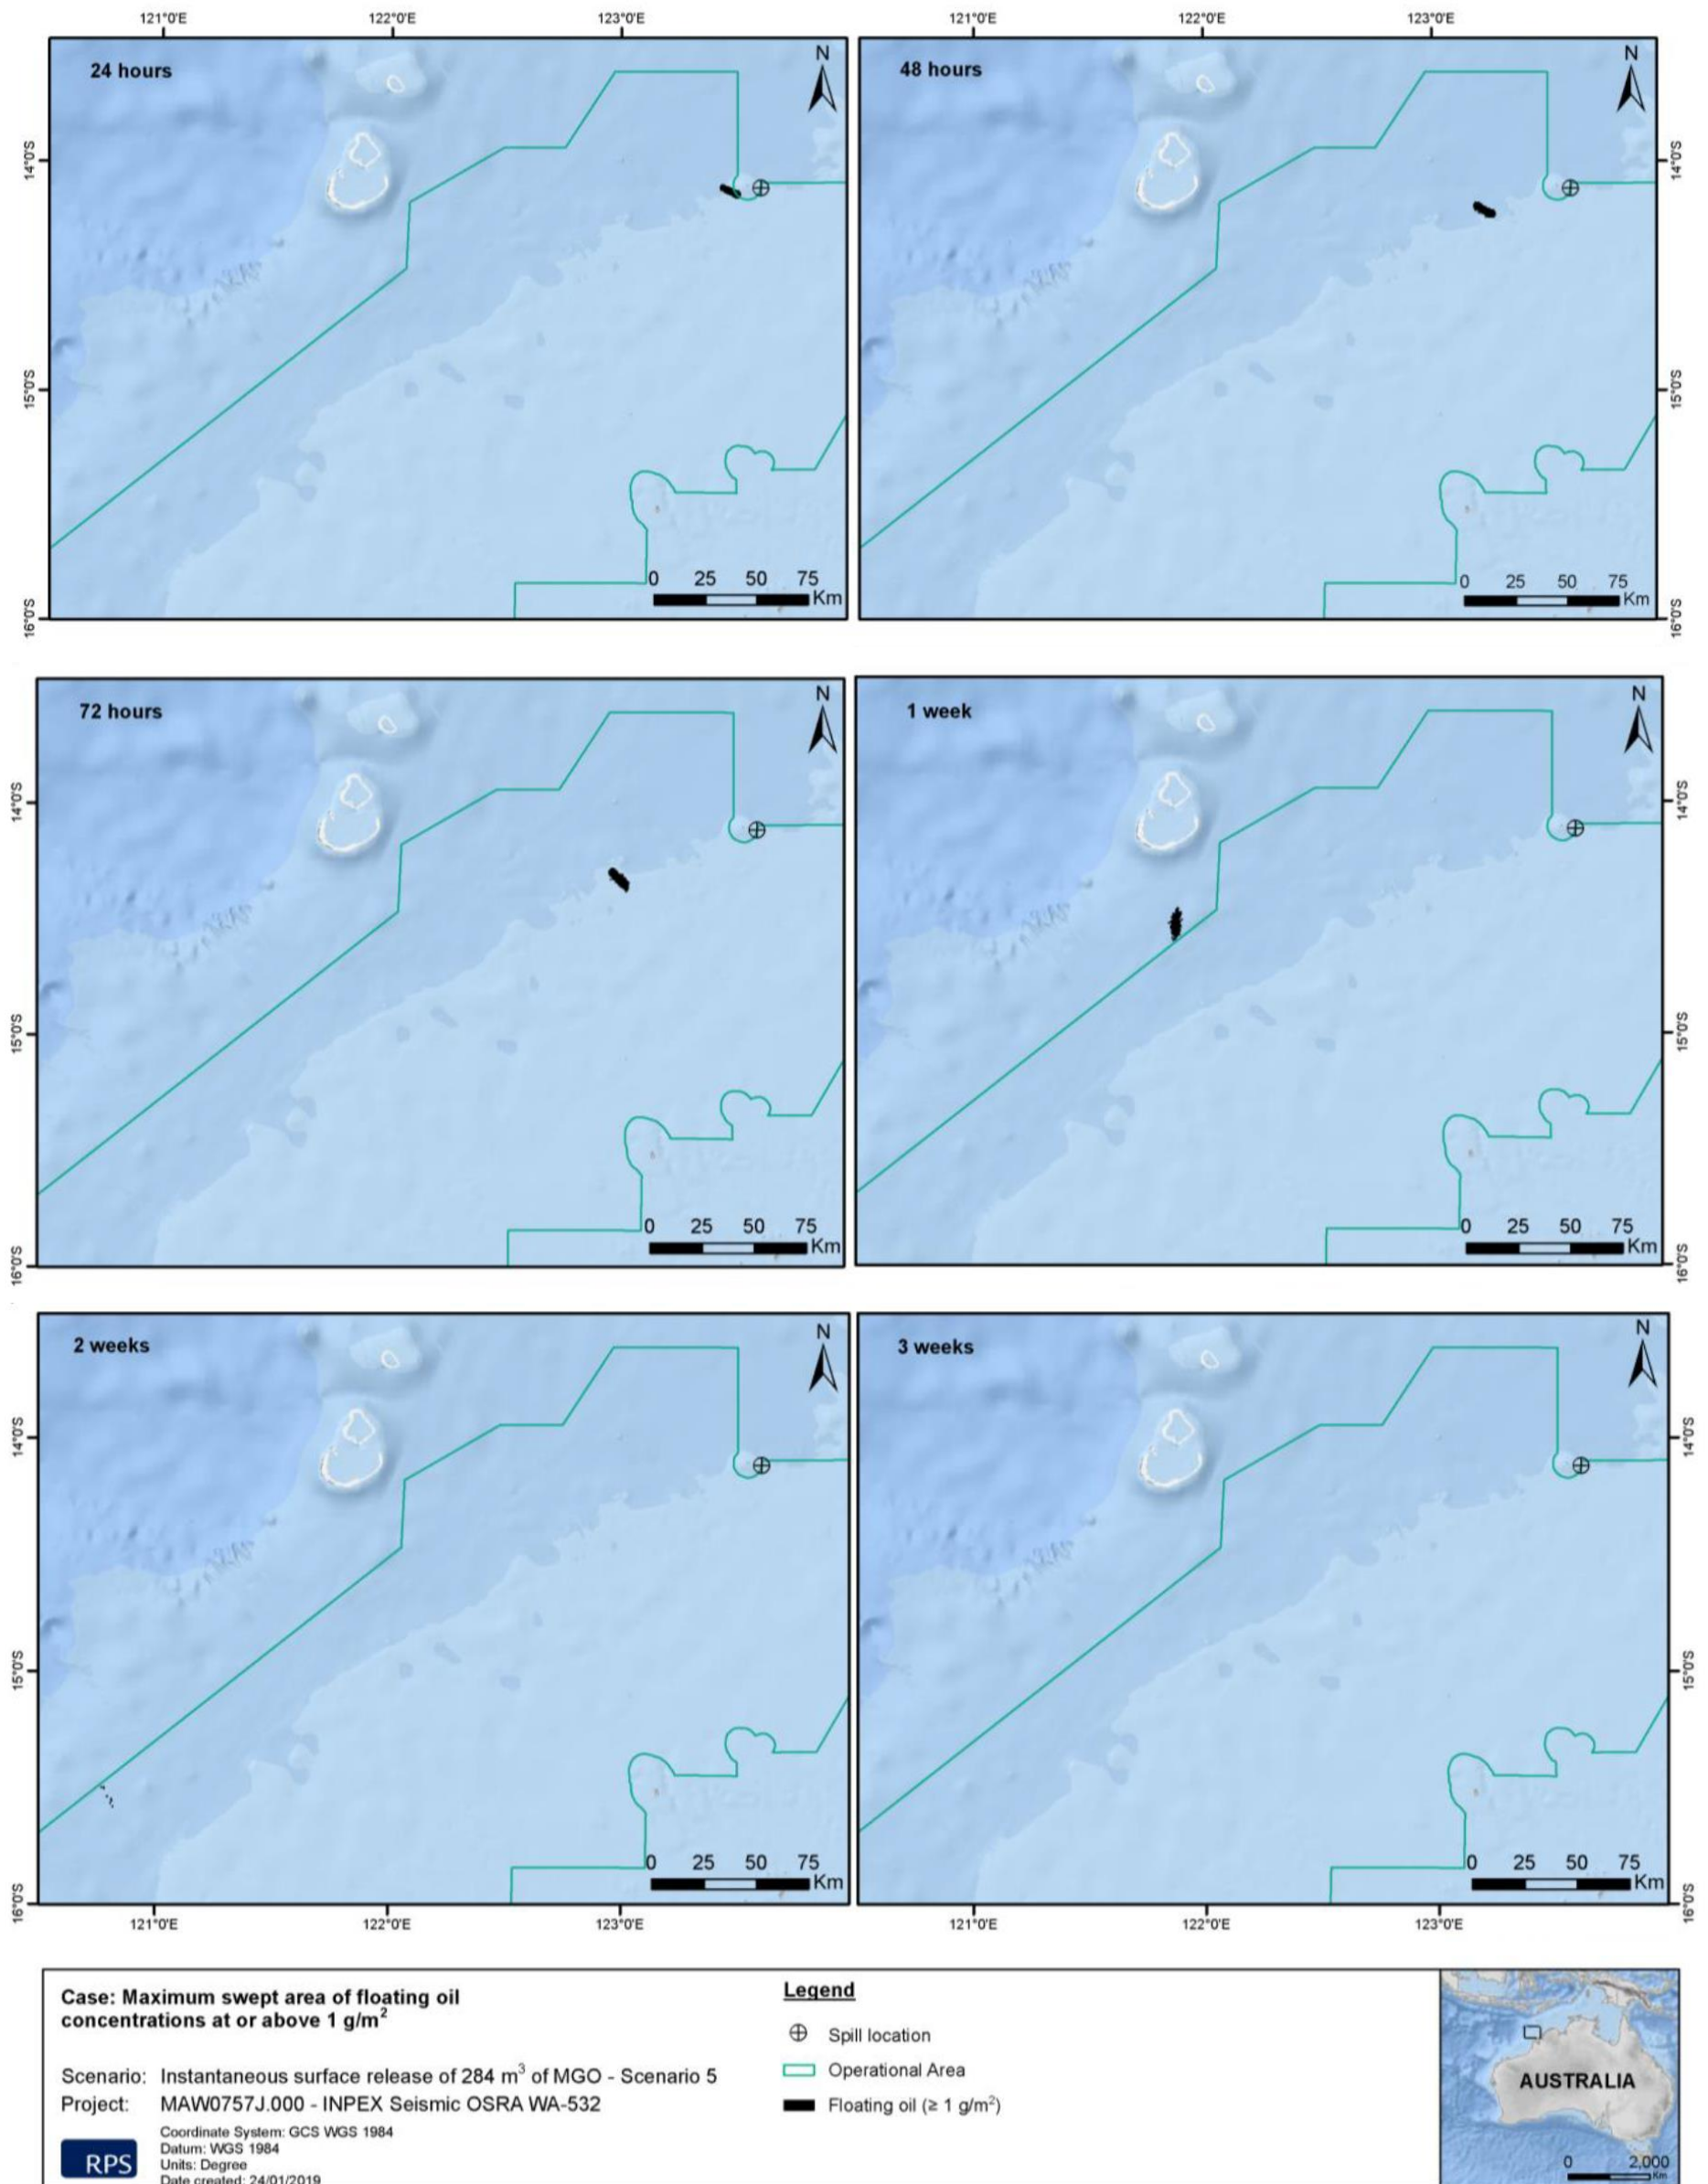 121°0'E 122°0'E 123°0'E 121°0'E 122°0'E 123°0'E
24 hours
N
14°0'S
15°0'S
16°0'S
0 25 50 75
Km
48 hours
N
14°0'S
15°0'S
16°0'S
0 25 50 75
Km
72 hours
N
14°0'S
15°0'S
16°0'S
0 25 50 75
Km
1 week
N
14°0'S
15°0'S
16°0'S
0 25 50 75
Km
2 weeks
N
14°0'S
15°0'S
16°0'S
0 25 50 75
Km
3 weeks
N
14°0'S
15°0'S
16°0'S
0 25 50 75
Km
121°0'E 122°0'E 123°0'E 121°0'E 122°0'E 123°0'E
Case: Maximum swept area of floating oil
concentrations at or above 1 g/m²
Scenario: Instantaneous surface release of 284 m³ of MGO - Scenario 5
Project: MAW0757J.000 - INPEX Seismic OSRA WA-532
RPS
Coordinate System: GCS WGS 1984
Datum: WGS 1984
Units: Degree
Date created: 24/01/2019
Legend
Spill location
Operational Area
Floating oil (≥ 1 g/m²)
AUSTRALIA
0 2,000
Km